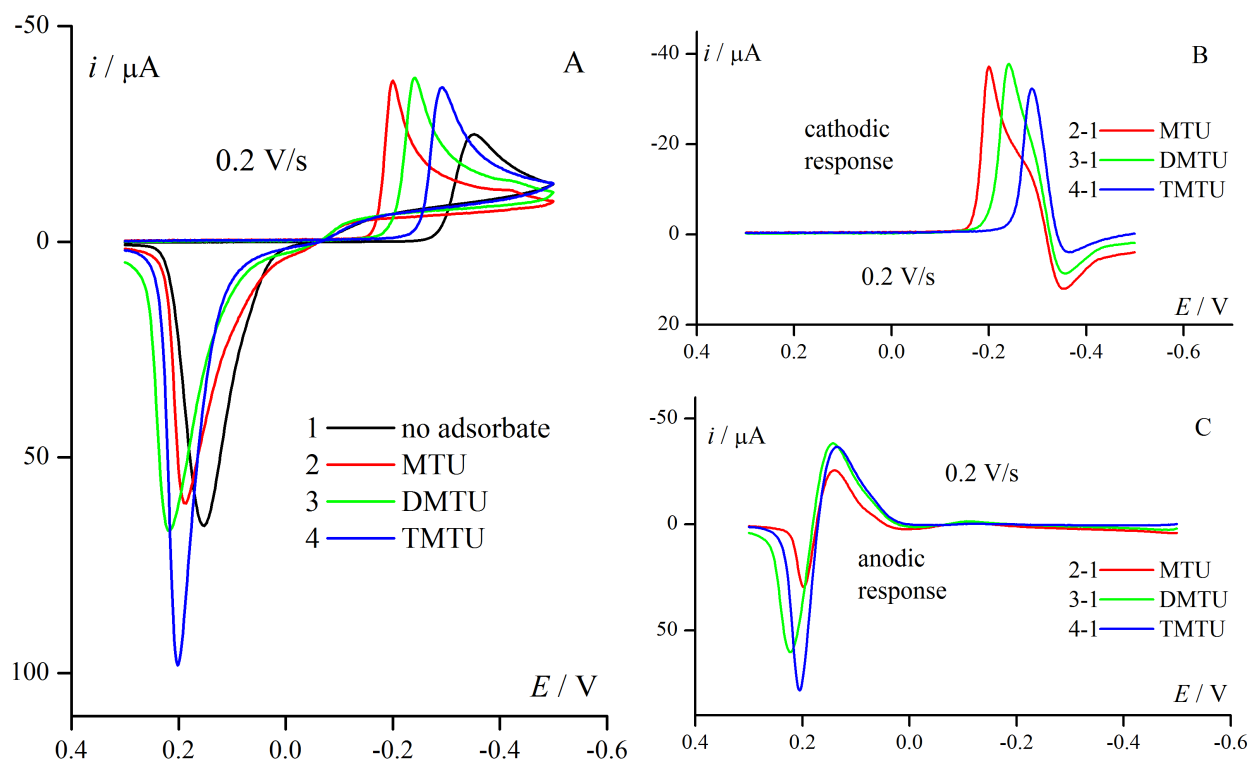 -50
i / μA
A
0.2 V/s
0
50
100
1 no adsorbate
2 MTU
3 DMTU
4 TMTU
E / V
0.4 0.2 0.0 -0.2 -0.4 -0.6
-40
i / μA
B
cathodic
response
2-1 MTU
3-1 DMTU
4-1 TMTU
-20
0
0.2 V/s
E / V
20
0.4 0.2 0.0 -0.2 -0.4 -0.6
-50
i / μA
C
0.2 V/s
0
anodic
response
2-1 MTU
3-1 DMTU
4-1 TMTU
50
E / V
0.4 0.2 0.0 -0.2 -0.4 -0.6